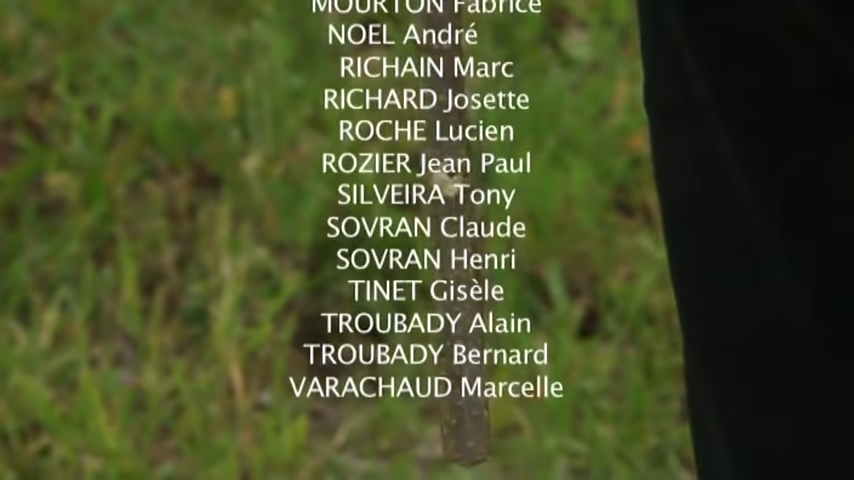 MOURTON Fabrice
NOEL André
RICHAIN Marc
RICHARD Josette
ROCHE Lucien
ROZIER Jean Paul
SILVEIRA Tony
SOVRAN Claude
SOVRAN Henri
TINET Gisèle
TROUBADY Alain
TROUBADY Bernard
VARACHAUD Marcelle